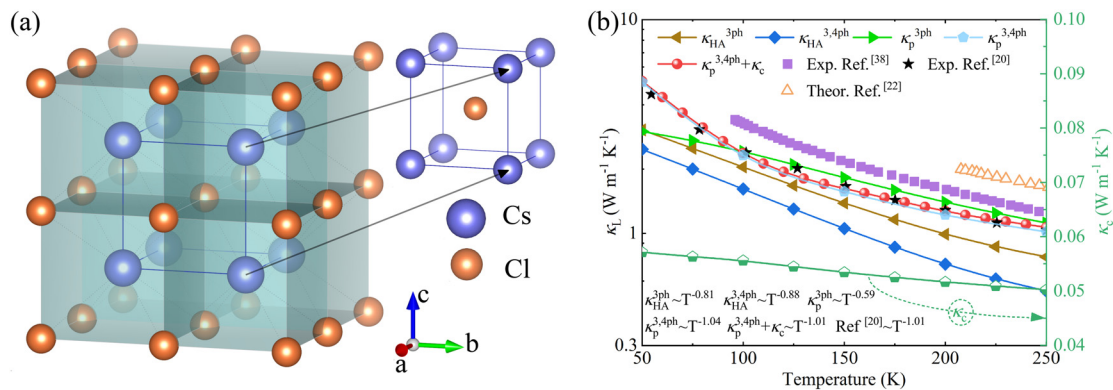 (a)
Cs
Cl
c
b
a
(b)
κ_HA^3ph κ_HA^3,4ph κ_p^3ph κ_p^3,4ph
κ_p^3,4ph+κ_c Exp. Ref.[38] Exp. Ref.[20]
Theor. Ref.[22]
10
1
0.3
κ_L (W m⁻¹ K⁻¹)
0.10
0.09
0.08
0.07
0.06
0.05
0.04
κ_c (W m⁻¹ K⁻¹)
κ_c
κ_HA^3ph~T^-0.81 κ_HA^3,4ph~T^-0.88 κ_p^3ph~T^-0.59
κ_p^3,4ph~T^-1.04 κ_p^3,4ph+κ_c~T^-1.01 Ref [20]~T^-1.01
50 100 150 200 250
Temperature (K)